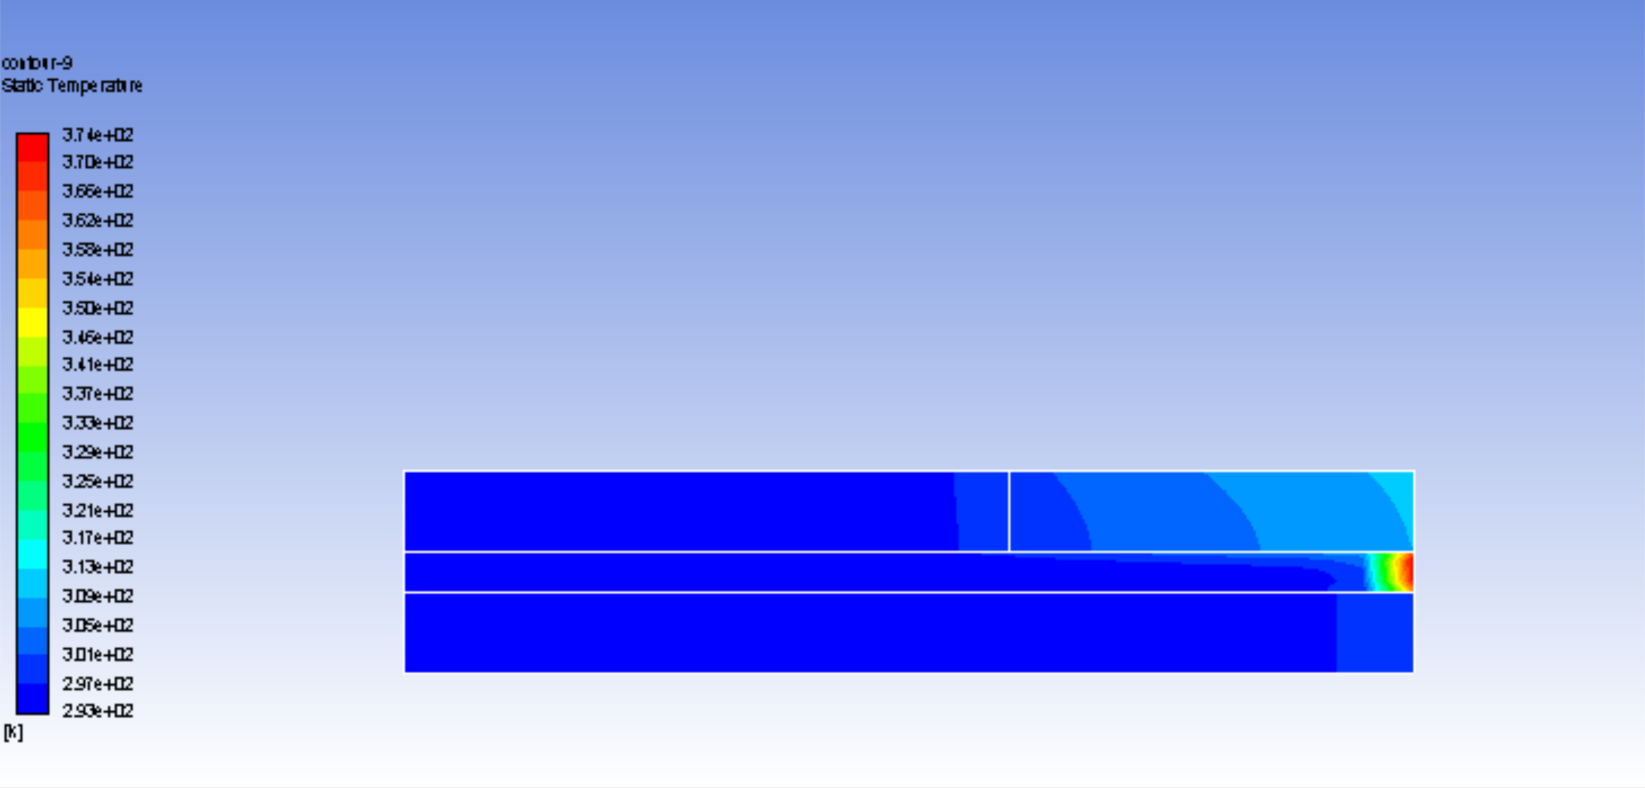 contour-9
Static Temperature
3.74e+02
3.70e+02
3.66e+02
3.62e+02
3.58e+02
3.54e+02
3.50e+02
3.46e+02
3.41e+02
3.37e+02
3.33e+02
3.29e+02
3.25e+02
3.21e+02
3.17e+02
3.13e+02
3.09e+02
3.05e+02
3.01e+02
2.97e+02
2.93e+02
[k]